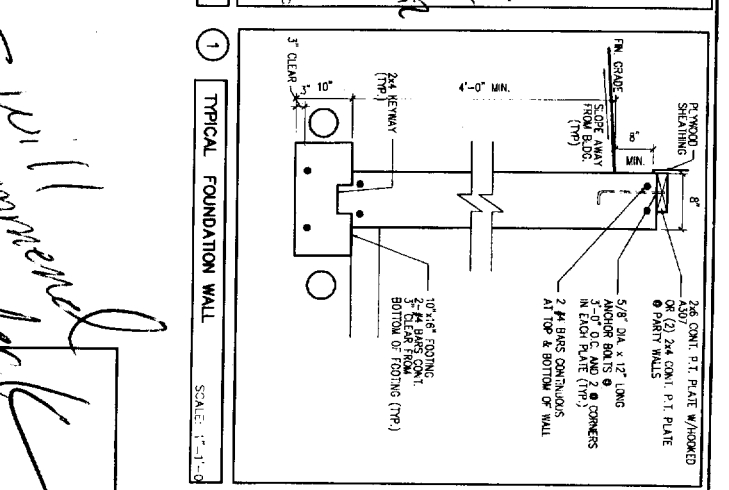 PLYWOOD
SHEATHING
FIN. GRADE
8"
MIN.
SLOPE AWAY
FROM BLDG.
(TYP)
4'-0" MIN.
2x4 KEYWAY
(TYP.)
10"
3"
3" CLEAR
8"
2x6 CONT. P.T. PLATE W/HOOKED
A307
OR (2) 2x4 CONT. P.T. PLATE
@ PARTY WALLS
5/8" DIA. x 12" LONG
ANCHOR BOLTS @
3'-0" O.C. AND 2 @ CORNERS
IN EACH PLATE (TYP.)
2 #4 BARS CONTINUOUS
AT TOP & BOTTOM OF WALL
10"x16" FOOTING
2-#4 BARS CONT.
3" CLEAR FROM
BOTTOM OF FOOTING (TYP.)
1
TYPICAL FOUNDATION WALL
SCALE: 1"=1'-0
will